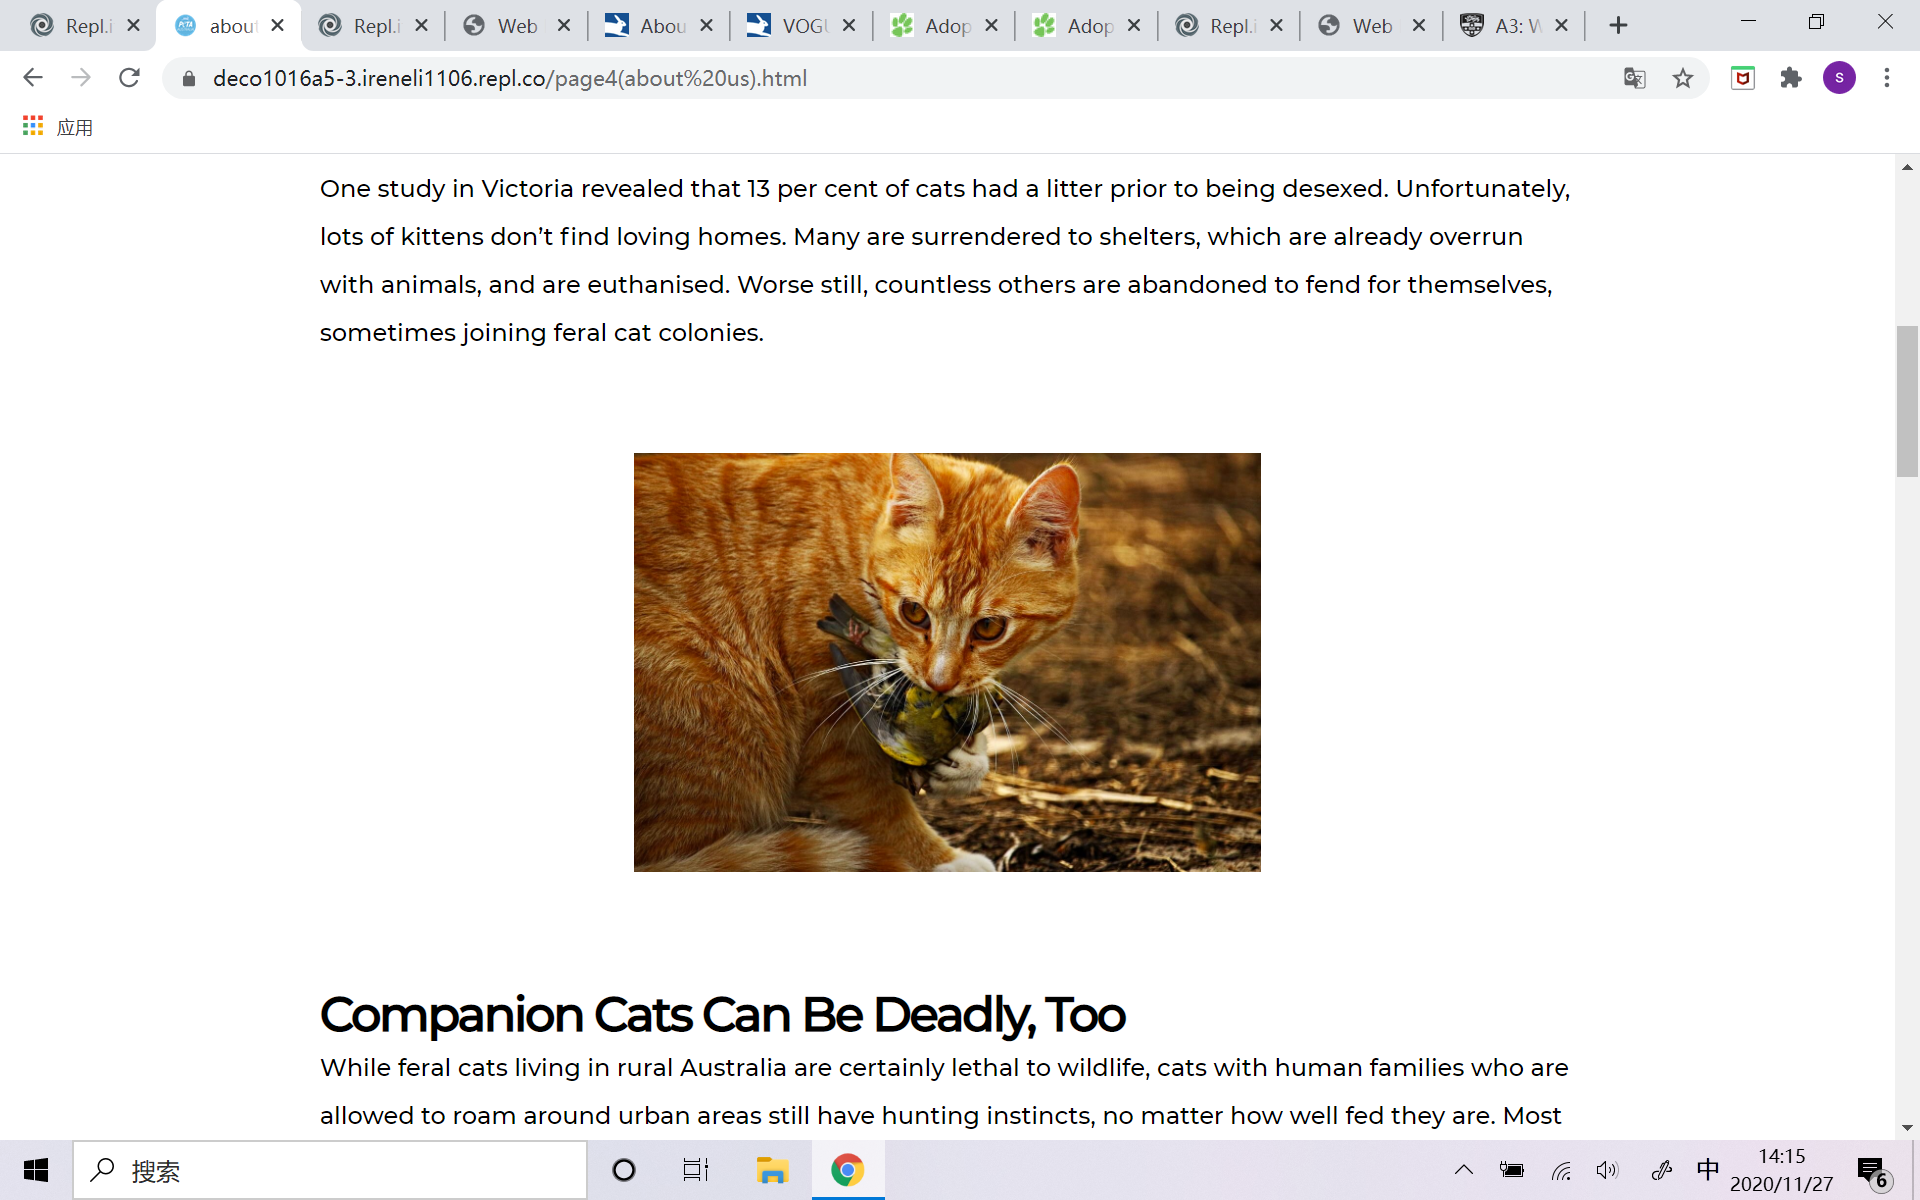 Repl.i
abou
Repl.i
Web
Abou
VOGU
Adop
Adop
Repl.i
Web
A3: W
deco1016a5-3.ireneli1106.repl.co/page4(about%20us).html
S
应用
One study in Victoria revealed that 13 per cent of cats had a litter prior to being desexed. Unfortunately,
lots of kittens don’t find loving homes. Many are surrendered to shelters, which are already overrun
with animals, and are euthanised. Worse still, countless others are abandoned to fend for themselves,
sometimes joining feral cat colonies.
Companion Cats Can Be Deadly, Too
While feral cats living in rural Australia are certainly lethal to wildlife, cats with human families who are
allowed to roam around urban areas still have hunting instincts, no matter how well fed they are. Most
搜索
中
14:15
2020/11/27
6